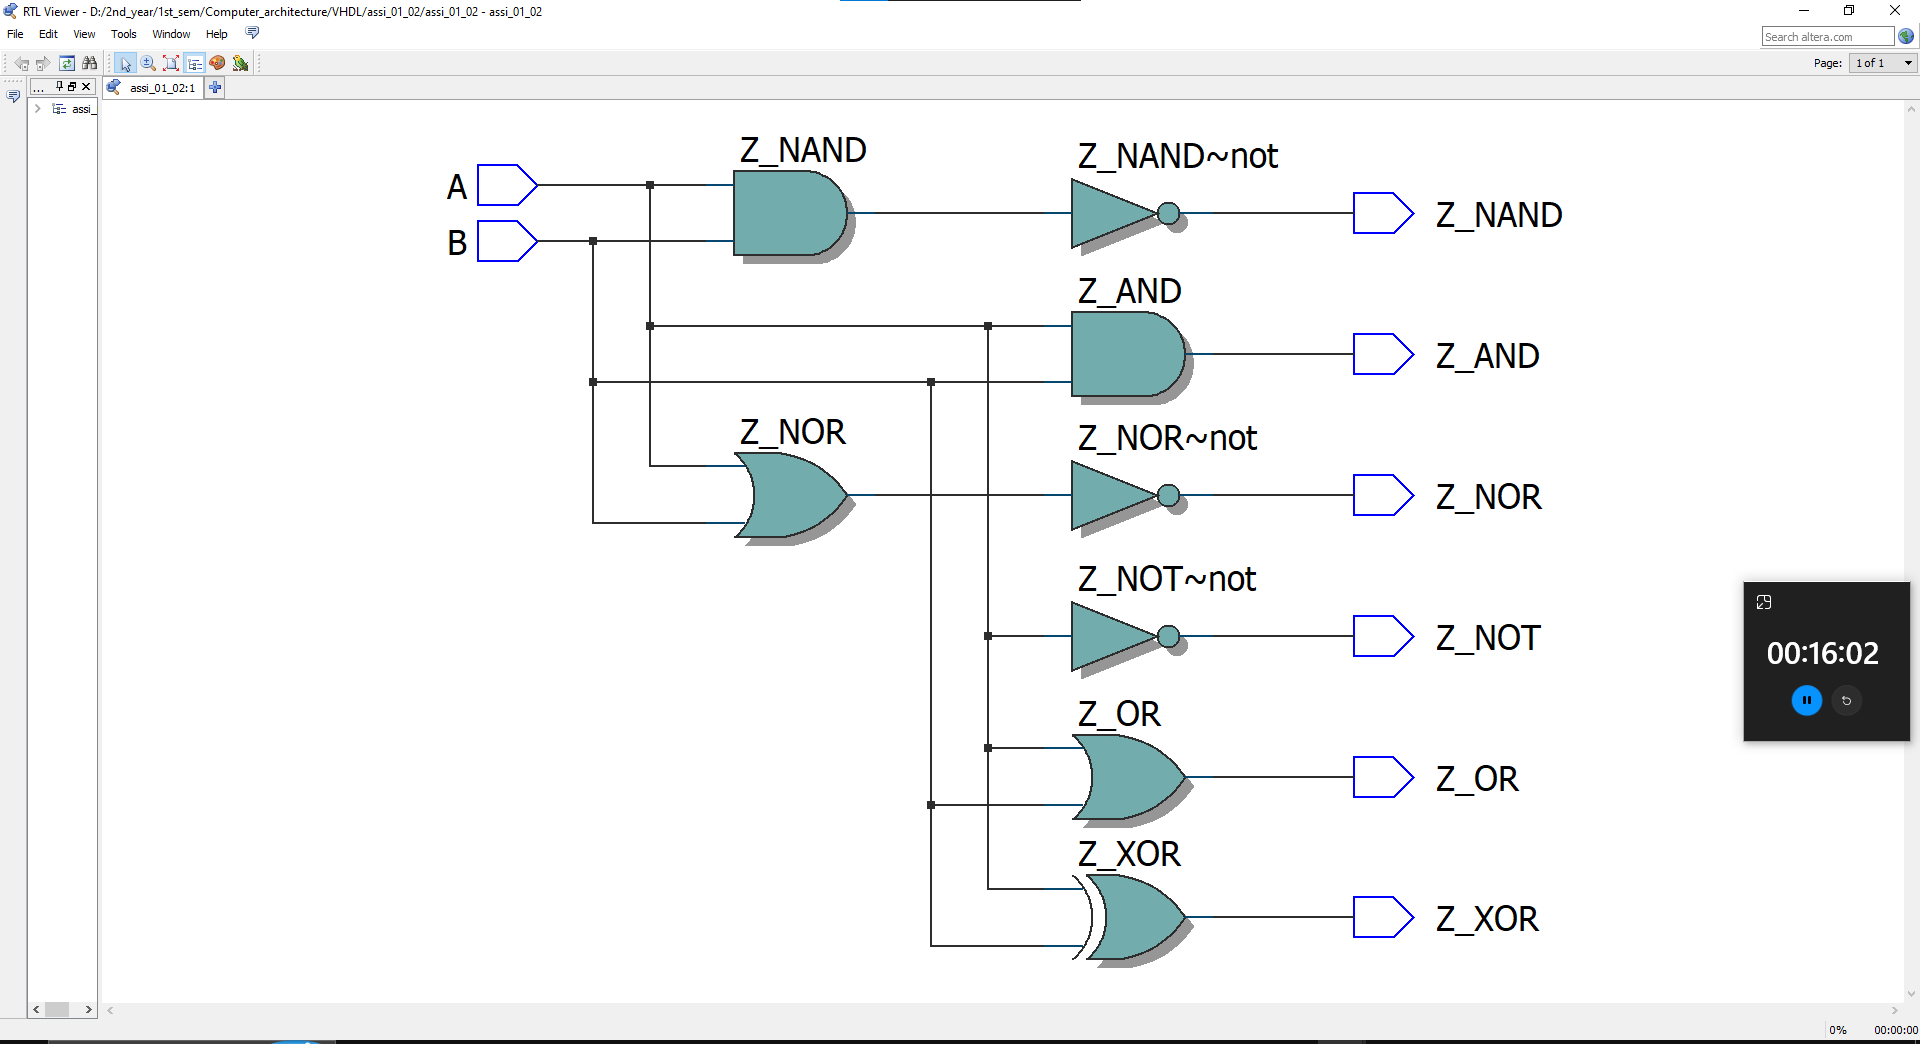 RTL Viewer - D:/2nd_year/1st_sem/Computer_architecture/VHDL/assi_01_02/assi_01_02 - assi_01_02
File Edit View Tools Window Help
Search altera.com
Page: 1 of 1
...
assi_01_02:1
assi_
Z_NAND
Z_NAND~not
A
Z_NAND
B
Z_AND
Z_AND
Z_NOR
Z_NOR~not
Z_NOR
Z_NOT~not
Z_NOT
00:16:02
Z_OR
Z_OR
Z_XOR
Z_XOR
0% 00:00:00